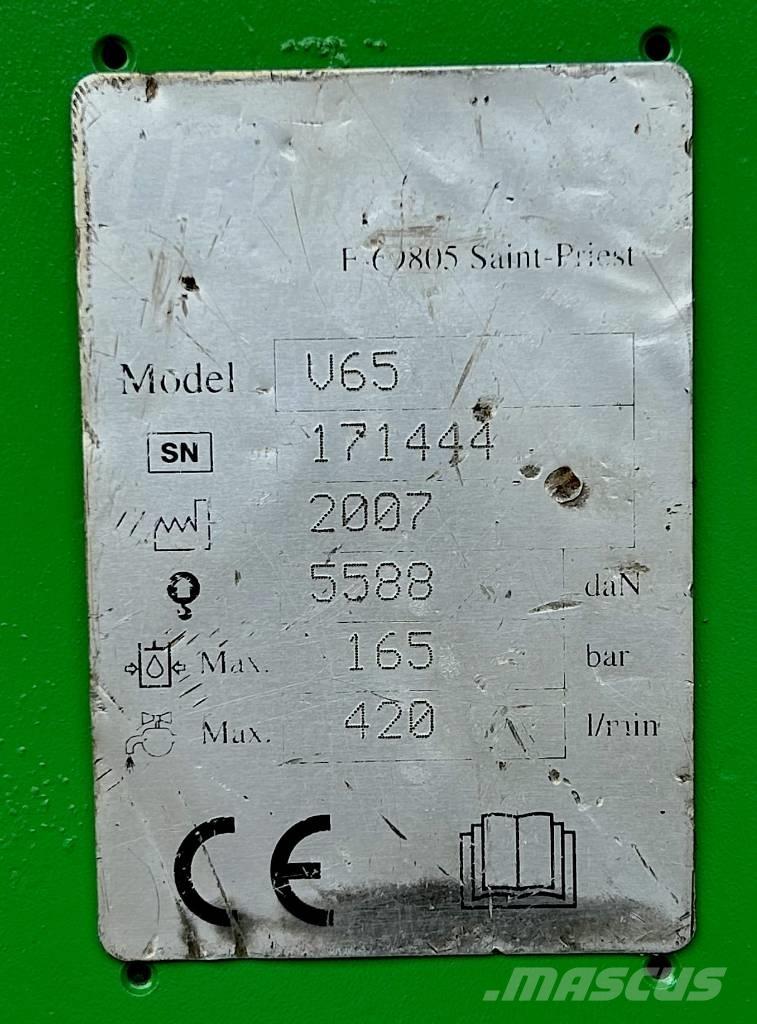 F-69805 Saint-Priest
Model V65
SN 171444
2007
5588 daN
Max. 165 bar
Max. 420 l/min
CE
MASCUS